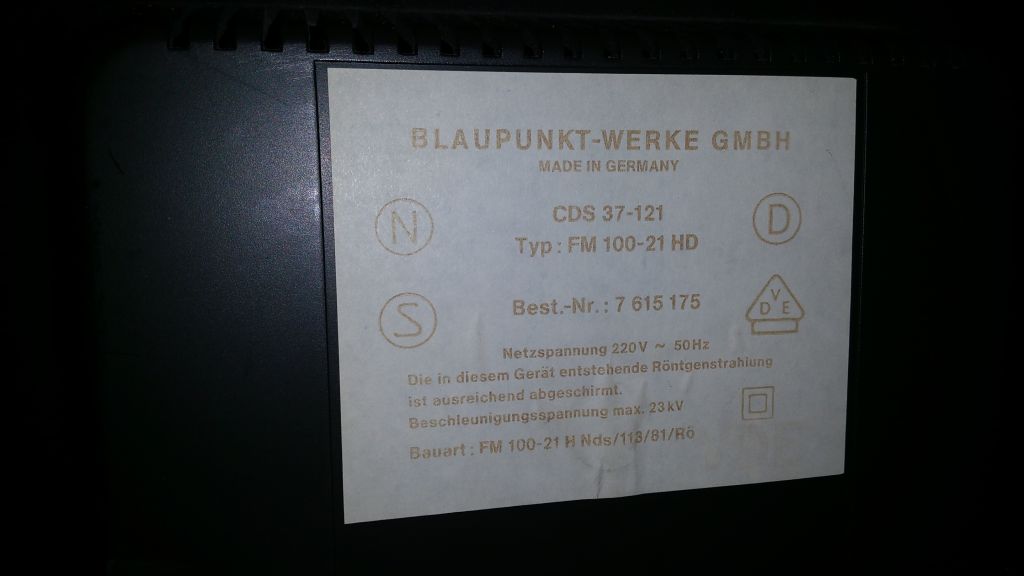 BLAUPUNKT-WERKE GMBH
MADE IN GERMANY
N
CDS 37-121
D
Typ : FM 100-21 HD
S
Best.-Nr. : 7 615 175
VDE
Netzspannung 220V ~ 50Hz
Die in diesem Gerät entstehende Röntgenstrahlung
ist ausreichend abgeschirmt.
Beschleunigungsspannung max. 23kV
Bauart : FM 100-21 H Nds/113/81/Rö